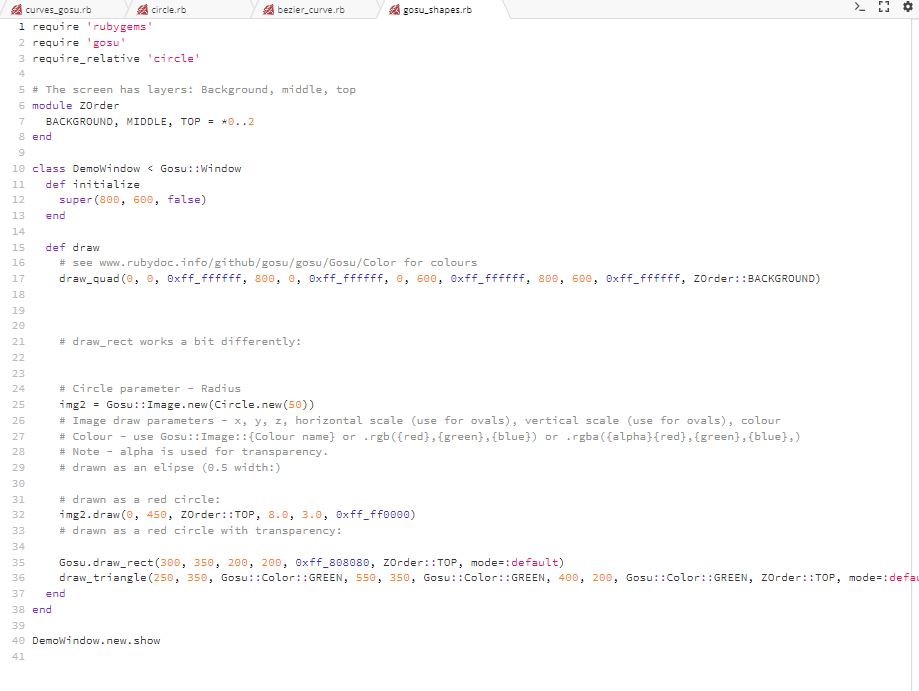 curves_gosu.rb circle.rb bezier_curve.rb gosu_shapes.rb
1 require 'rubygems'
2 require 'gosu'
3 require_relative 'circle'
4
5 # The screen has layers: Background, middle, top
6 module ZOrder
7 BACKGROUND, MIDDLE, TOP = *0..2
8 end
9
10 class DemoWindow < Gosu::Window
11 def initialize
12 super(800, 600, false)
13 end
14
15 def draw
16 # see www.rubydoc.info/github/gosu/gosu/Gosu/Color for colours
17 draw_quad(0, 0, 0xff_ffffff, 800, 0, 0xff_ffffff, 0, 600, 0xff_ffffff, 800, 600, 0xff_ffffff, ZOrder::BACKGROUND)
18
19
20
21 # draw_rect works a bit differently:
22
23
24 # Circle parameter - Radius
25 img2 = Gosu::Image.new(Circle.new(50))
26 # Image draw parameters - x, y, z, horizontal scale (use for ovals), vertical scale (use for ovals), colour
27 # Colour - use Gosu::Image::{Colour name} or .rgb({red},{green},{blue}) or .rgba({alpha}{red},{green},{blue},)
28 # Note - alpha is used for transparency.
29 # drawn as an elipse (0.5 width:)
30
31 # drawn as a red circle:
32 img2.draw(0, 450, ZOrder::TOP, 8.0, 3.0, 0xff_ff0000)
33 # drawn as a red circle with transparency:
34
35 Gosu.draw_rect(300, 350, 200, 200, 0xff_808080, ZOrder::TOP, mode=:default)
36 draw_triangle(250, 350, Gosu::Color::GREEN, 550, 350, Gosu::Color::GREEN, 400, 200, Gosu::Color::GREEN, ZOrder::TOP, mode=:defau
37 end
38 end
39
40 DemoWindow.new.show
41